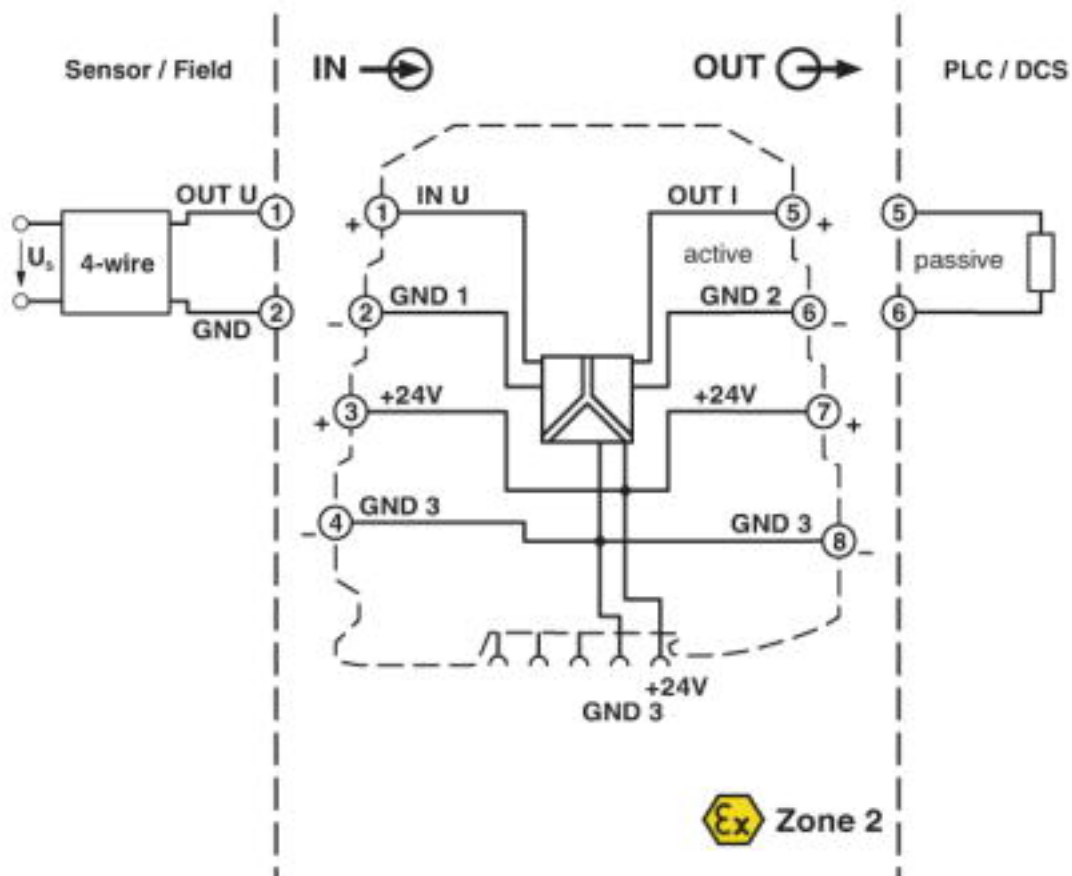 Sensor / Field
IN
OUT
PLC / DCS
OUT U
1
1
IN U
OUT I
5
5
+
+
Us
4-wire
active
passive
GND
2
2
GND 1
GND 2
6
6
–
–
3
+24V
+24V
7
+
+
4
GND 3
GND 3
8
–
–
+24V
GND 3
Ex
Zone 2